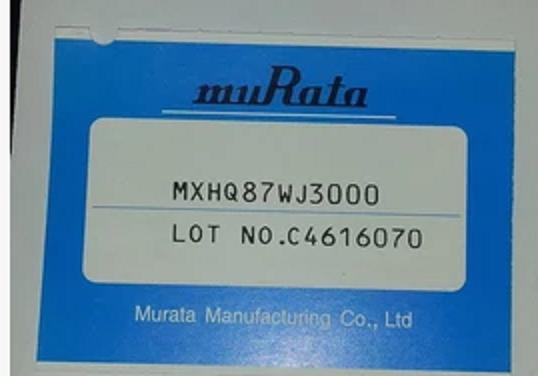 muRata
MXHQ87WJ3000
LOT NO.C4616070
Murata Manufacturing Co., Ltd